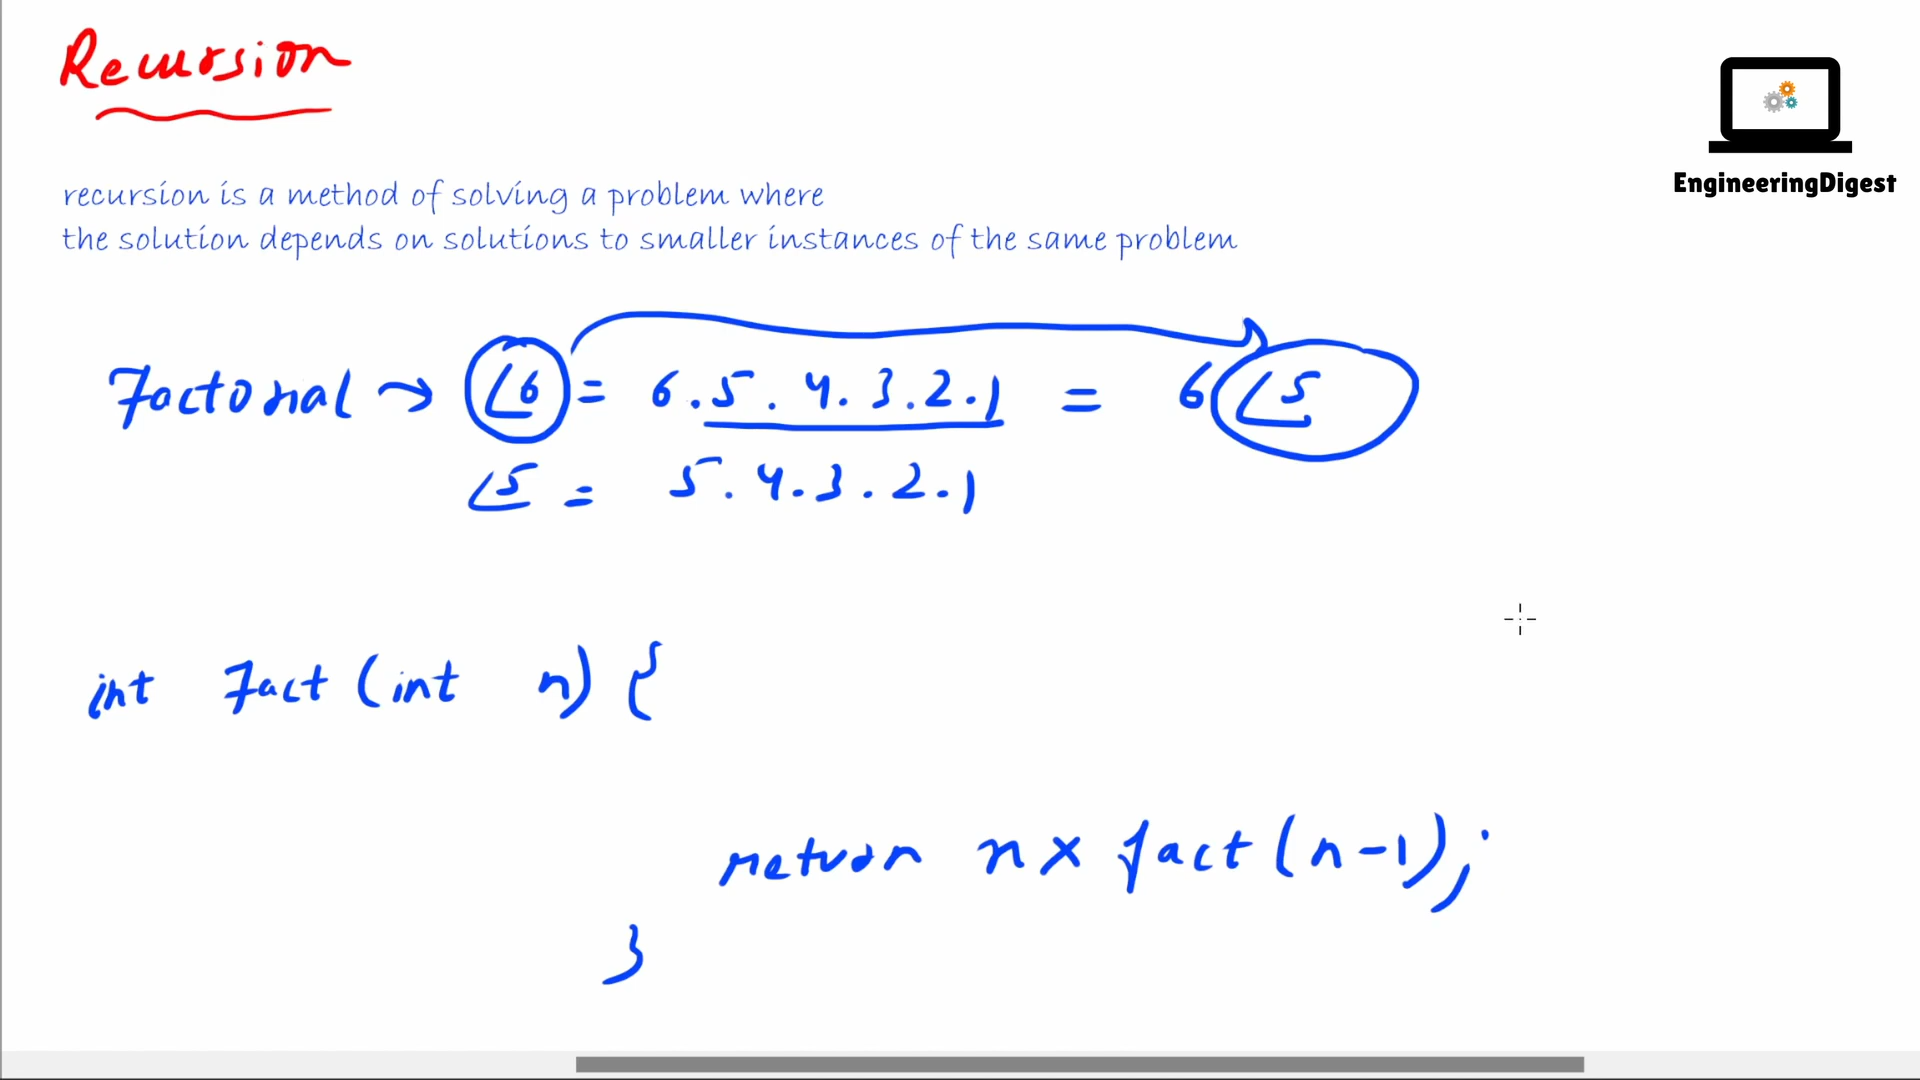 Recursion
EngineeringDigest
recursion is a method of solving a problem where
the solution depends on solutions to smaller instances of the same problem
Factorial → ∠6 = 6.5.4.3.2.1 = 6∠5
∠5 = 5.4.3.2.1
int Fact (int n) {
return n x fact (n-1);
}